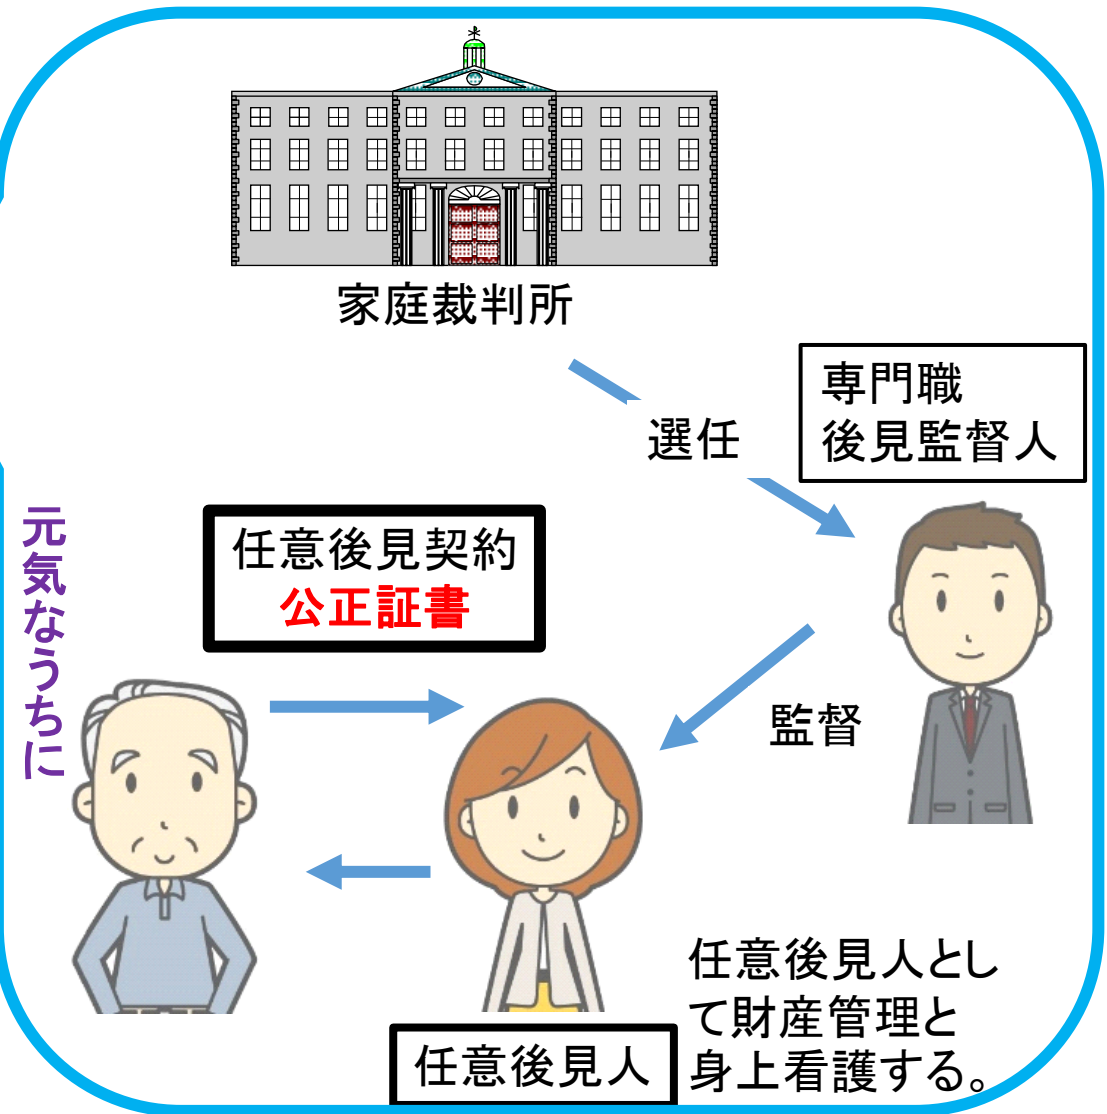 家庭裁判所
選任
専門職
後見監督人
元気なうちに
任意後見契約
公正証書
監督
任意後見人とし
て財産管理と
身上看護する。
任意後見人